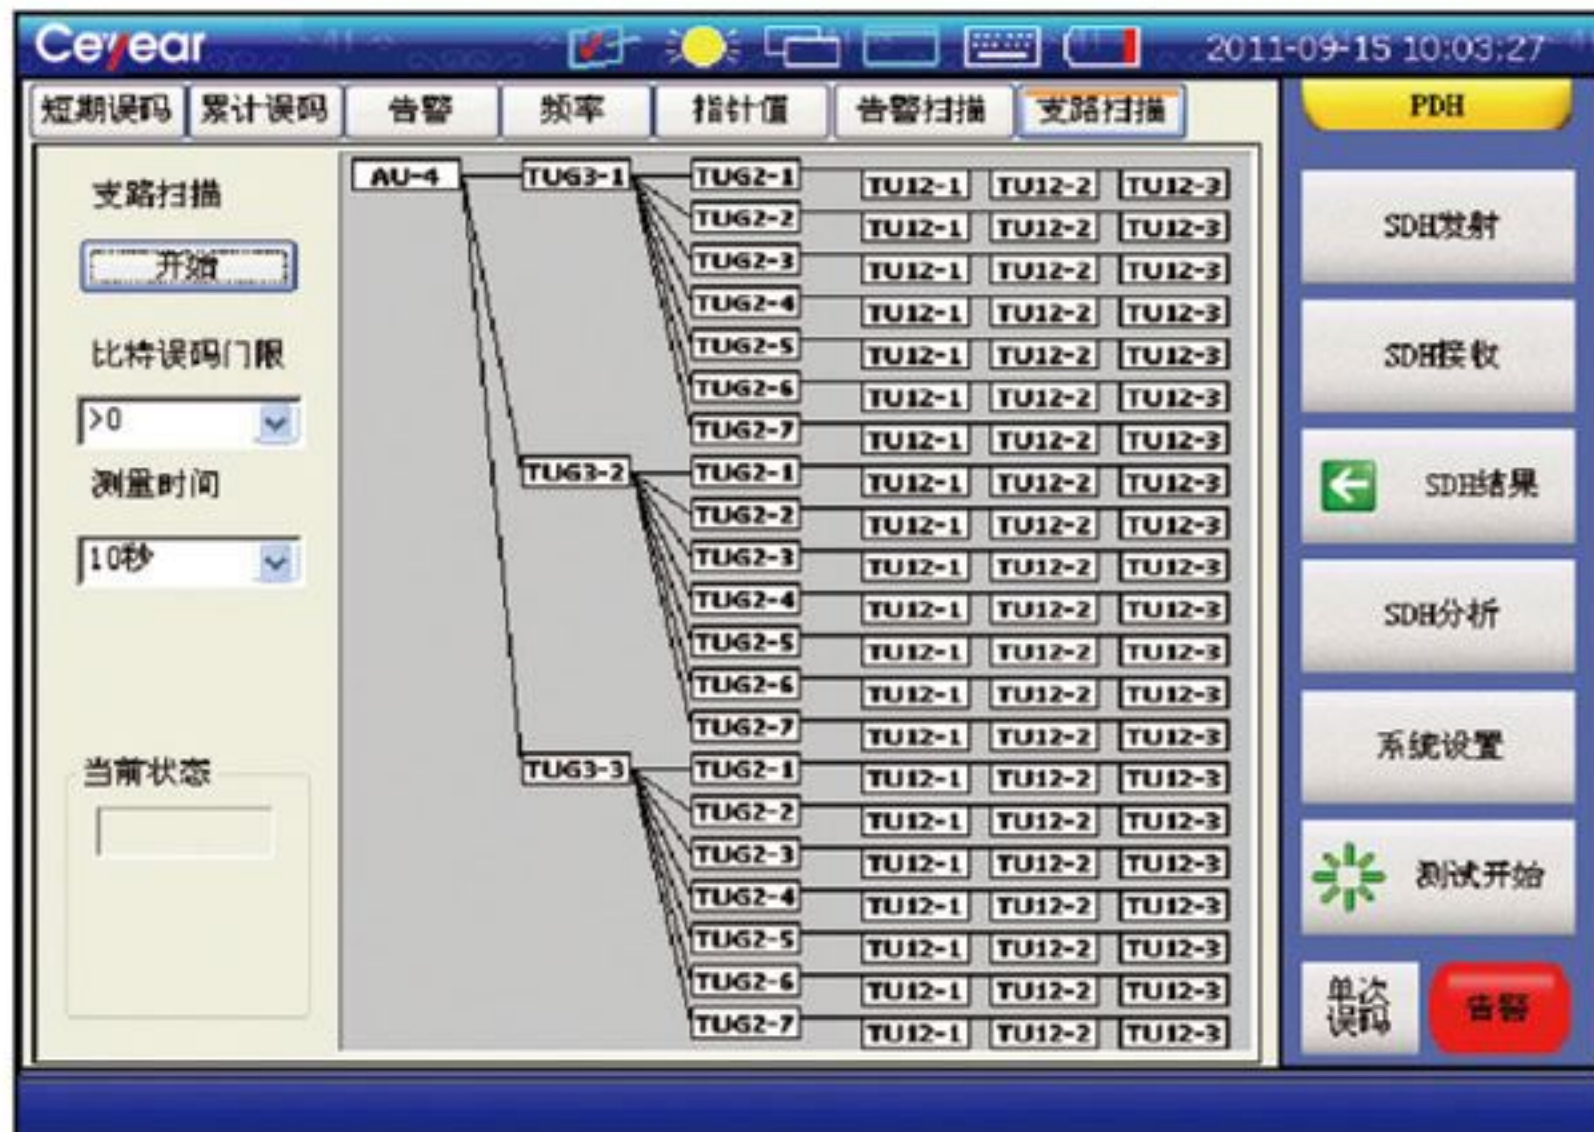 Ceyear 2011-09-15 10:03:27
短期误码 累计误码 告警 频率 指针值 告警扫描 支路扫描 PDH
支路扫描
开始
比特误码门限
>0
测量时间
10秒
当前状态
AU-4 TUG3-1 TUG2-1 TU12-1 TU12-2 TU12-3
TUG2-2 TU12-1 TU12-2 TU12-3
TUG2-3 TU12-1 TU12-2 TU12-3
TUG2-4 TU12-1 TU12-2 TU12-3
TUG2-5 TU12-1 TU12-2 TU12-3
TUG2-6 TU12-1 TU12-2 TU12-3
TUG2-7 TU12-1 TU12-2 TU12-3
TUG3-2 TUG2-1 TU12-1 TU12-2 TU12-3
TUG2-2 TU12-1 TU12-2 TU12-3
TUG2-3 TU12-1 TU12-2 TU12-3
TUG2-4 TU12-1 TU12-2 TU12-3
TUG2-5 TU12-1 TU12-2 TU12-3
TUG2-6 TU12-1 TU12-2 TU12-3
TUG2-7 TU12-1 TU12-2 TU12-3
TUG3-3 TUG2-1 TU12-1 TU12-2 TU12-3
TUG2-2 TU12-1 TU12-2 TU12-3
TUG2-3 TU12-1 TU12-2 TU12-3
TUG2-4 TU12-1 TU12-2 TU12-3
TUG2-5 TU12-1 TU12-2 TU12-3
TUG2-6 TU12-1 TU12-2 TU12-3
TUG2-7 TU12-1 TU12-2 TU12-3
SDH发射
SDH接收
SDH结果
SDH分析
系统设置
测试开始
单次
误码
告警